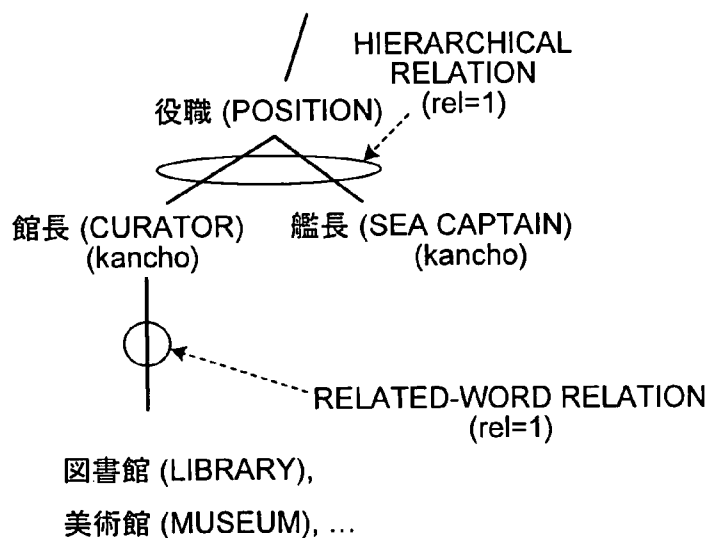 HIERARCHICAL
RELATION
(rel=1)
役職 (POSITION)
館長 (CURATOR)
(kancho)
艦長 (SEA CAPTAIN)
(kancho)
RELATED-WORD RELATION
(rel=1)
図書館 (LIBRARY),
美術館 (MUSEUM), ...